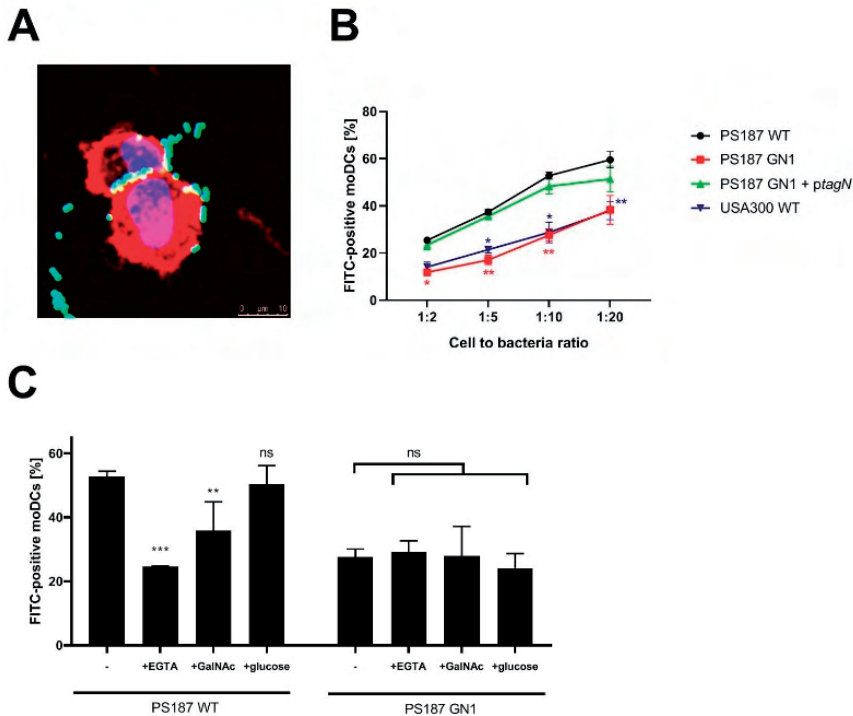 A
0 µm 10
B
80
60
40
20
0
FITC-positive moDCs [%]
* ** * ** * ** **
1:2 1:5 1:10 1:20
Cell to bacteria ratio
PS187 WT
PS187 GN1
PS187 GN1 + ptagN
USA300 WT
C
60
40
20
0
FITC-positive moDCs [%]
*** ** ns ns
- +EGTA +GalNAc +glucose - +EGTA +GalNAc +glucose
PS187 WT PS187 GN1